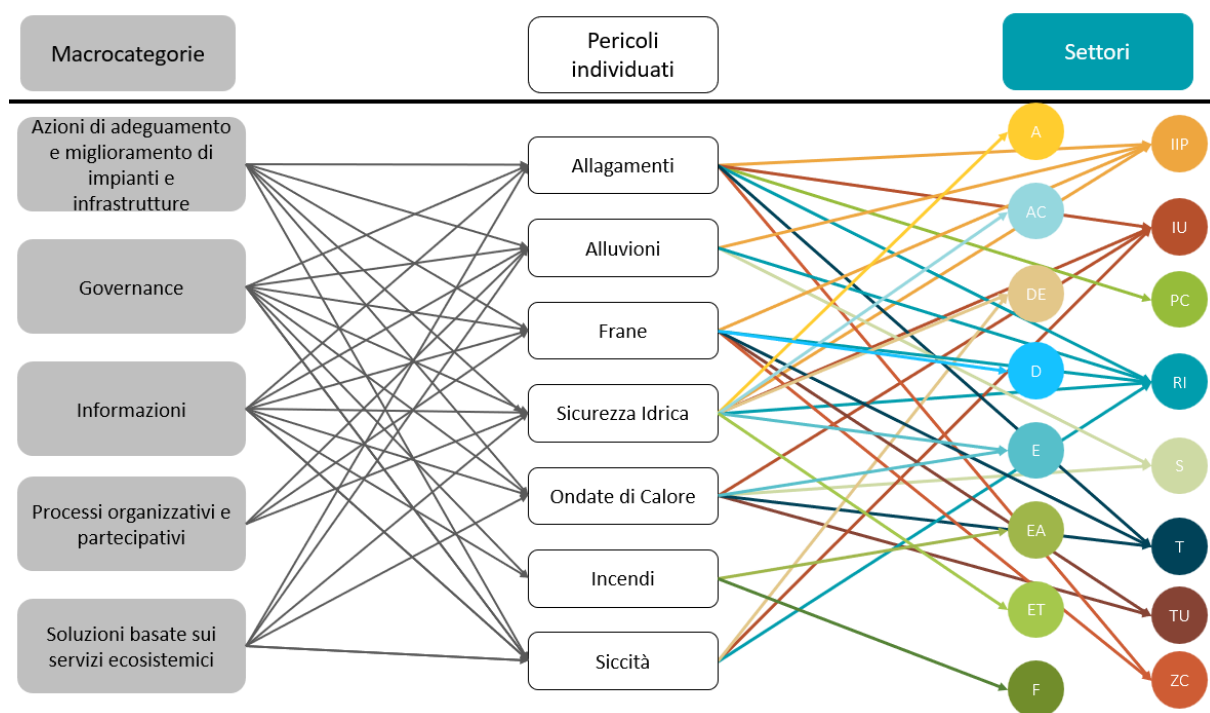 Macrocategorie
Pericoli
individuati
Settori
Azioni di adeguamento
e miglioramento di
impianti e
infrastrutture
Governance
Informazioni
Processi organizzativi e
partecipativi
Soluzioni basate sui
servizi ecosistemici
Allagamenti
Alluvioni
Frane
Sicurezza Idrica
Ondate di Calore
Incendi
Siccità
A
AC
DE
D
E
EA
ET
F
IIP
IU
PC
RI
S
T
TU
ZC